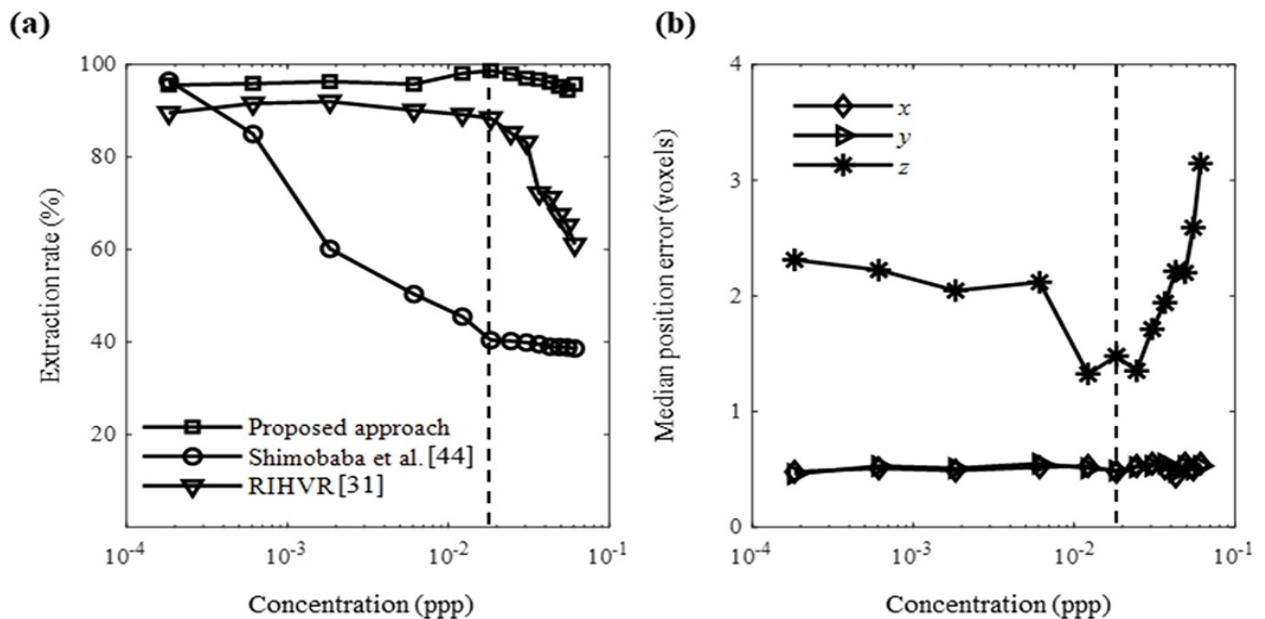 (a)
100
80
60
40
20
Extraction rate (%)
Proposed approach
Shimobaba et al. [44]
RIHVR [31]
10-4
10-3
10-2
10-1
Concentration (ppp)
(b)
4
3
2
1
0
Median position error (voxels)
x
y
z
10-4
10-3
10-2
10-1
Concentration (ppp)